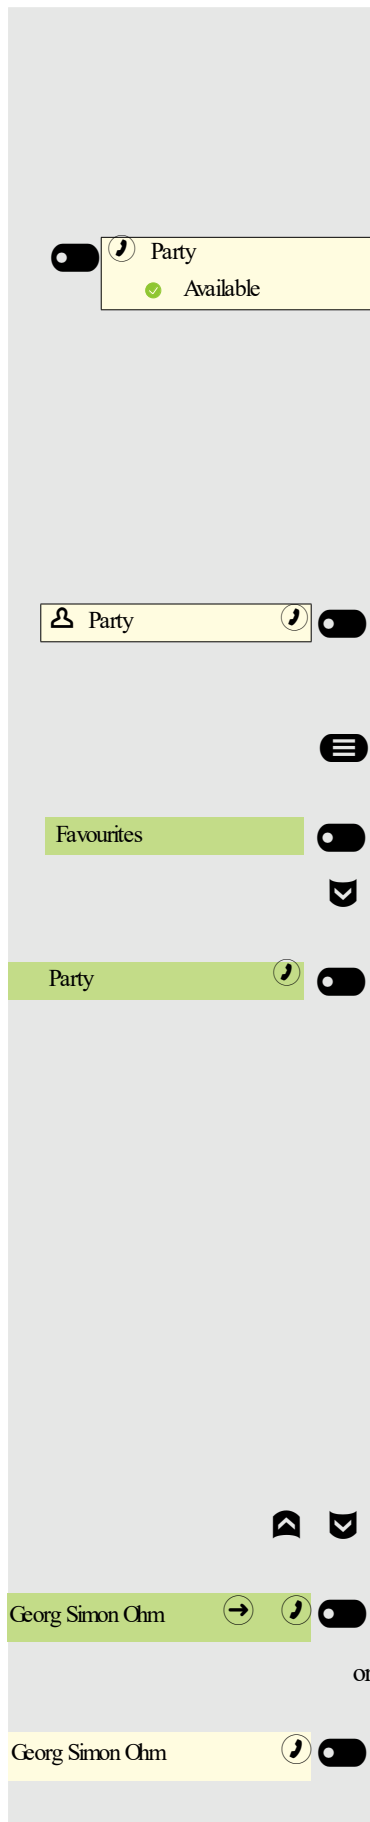 Party
Available
Party
Favourites
Party
Georg Simon Ohm
or
Georg Simon Ohm